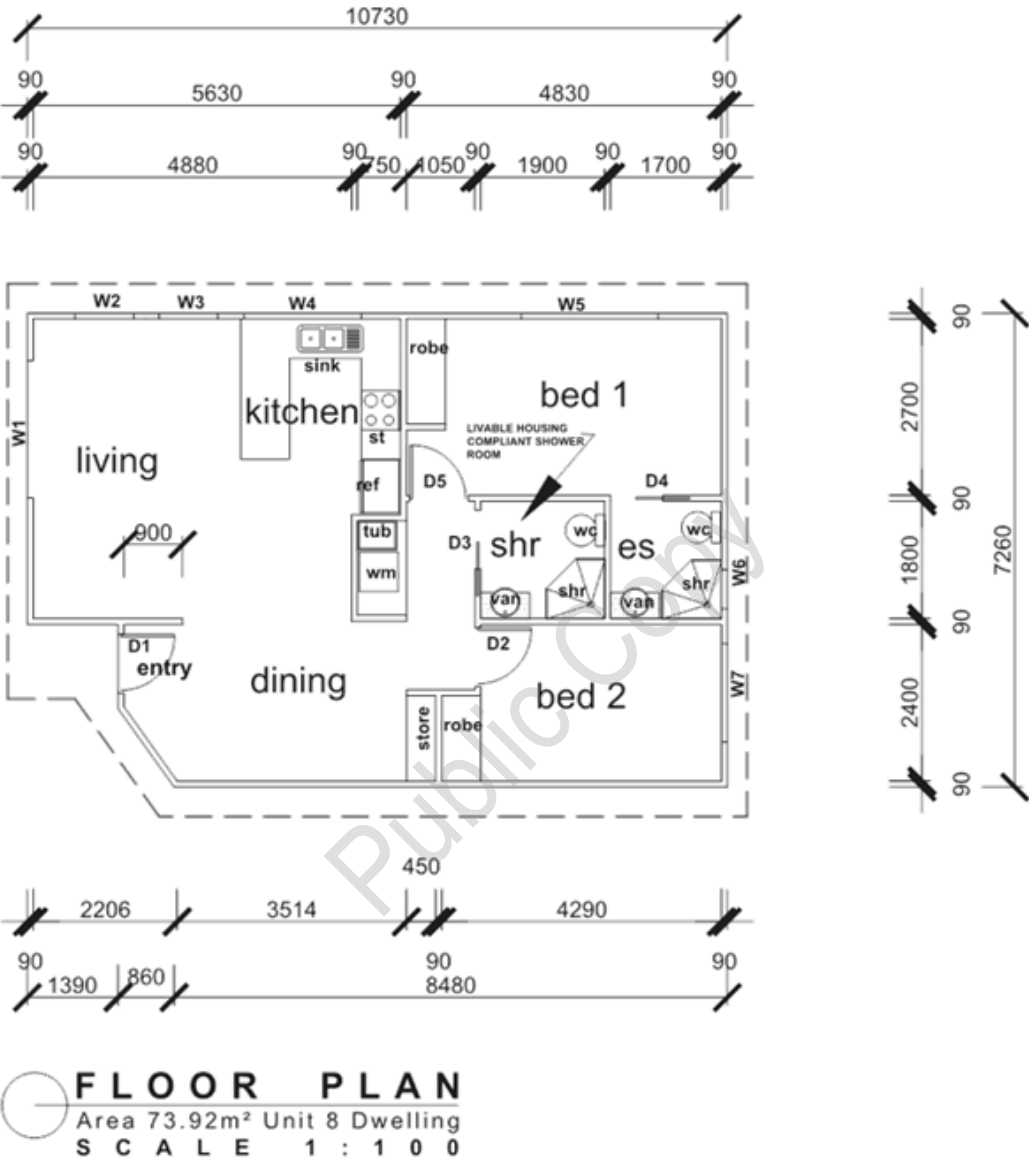 10730
90 5630 90 4830 90
90 4880 90 750 1050 90 1900 90 1700 90
W2 W3 W4 W5
90
sink
robe
bed 1
kitchen
2700
W1
st
LIVABLE HOUSING
COMPLIANT SHOWER
ROOM
living
ref
D5
D4
90
900
tub
D3
shr
wc
es
wc
1800
7260
wm
shr
shr
W6
van
van
90
D1
entry
D2
dining
bed 2
W7
2400
store
robe
90
Public Copy
450
2206 3514 4290
90 90 90
1390 860 8480
FLOOR PLAN
Area 73.92m² Unit 8 Dwelling
SCALE 1:100